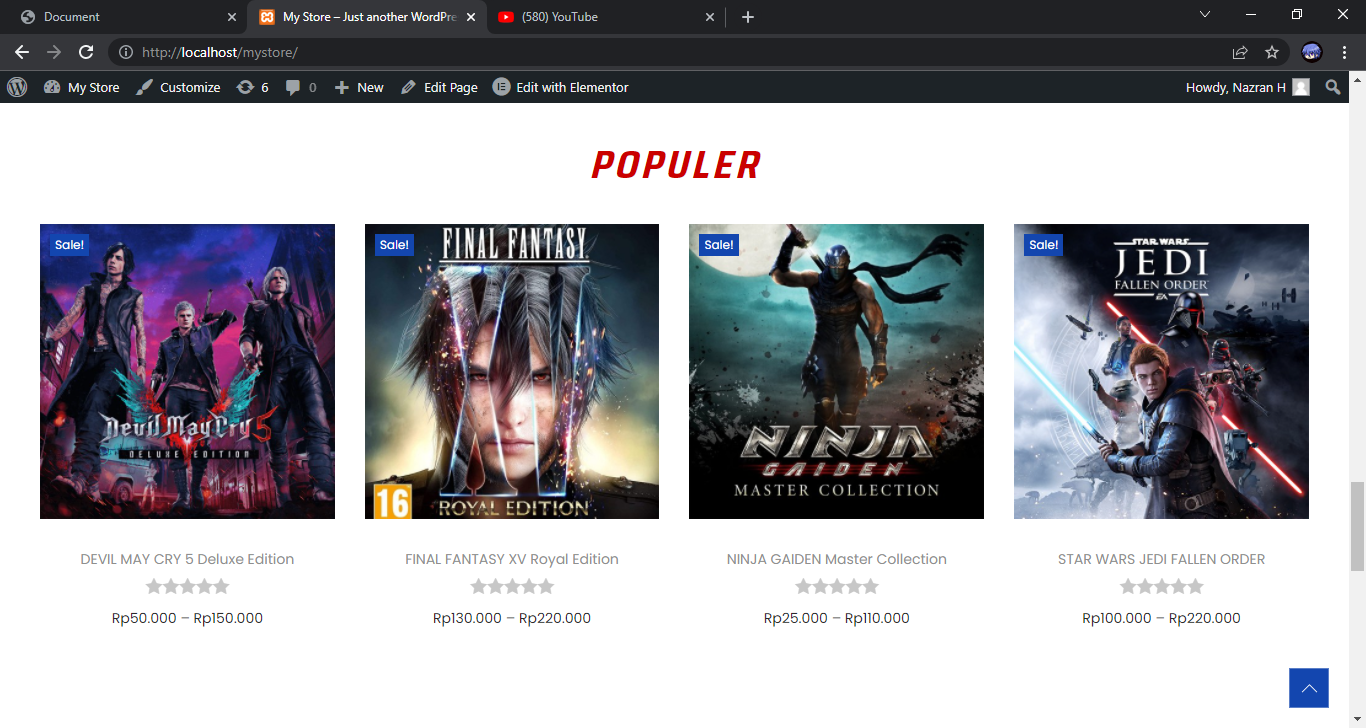 Document
My Store – Just another WordPre
(580) YouTube
http://localhost/mystore/
My Store
Customize
6
0
New
Edit Page
Edit with Elementor
Howdy, Nazran H
POPULER
Sale!
Devil May Cry 5
DELUXE EDITION
Sale!
FINAL FANTASY
XV
16
ROYAL EDITION
Sale!
NINJA
GAIDEN
MASTER COLLECTION
Sale!
STAR WARS
JEDI
FALLEN ORDER
EA
DEVIL MAY CRY 5 Deluxe Edition
Rp50.000 – Rp150.000
FINAL FANTASY XV Royal Edition
Rp130.000 – Rp220.000
NINJA GAIDEN Master Collection
Rp25.000 – Rp110.000
STAR WARS JEDI FALLEN ORDER
Rp100.000 – Rp220.000